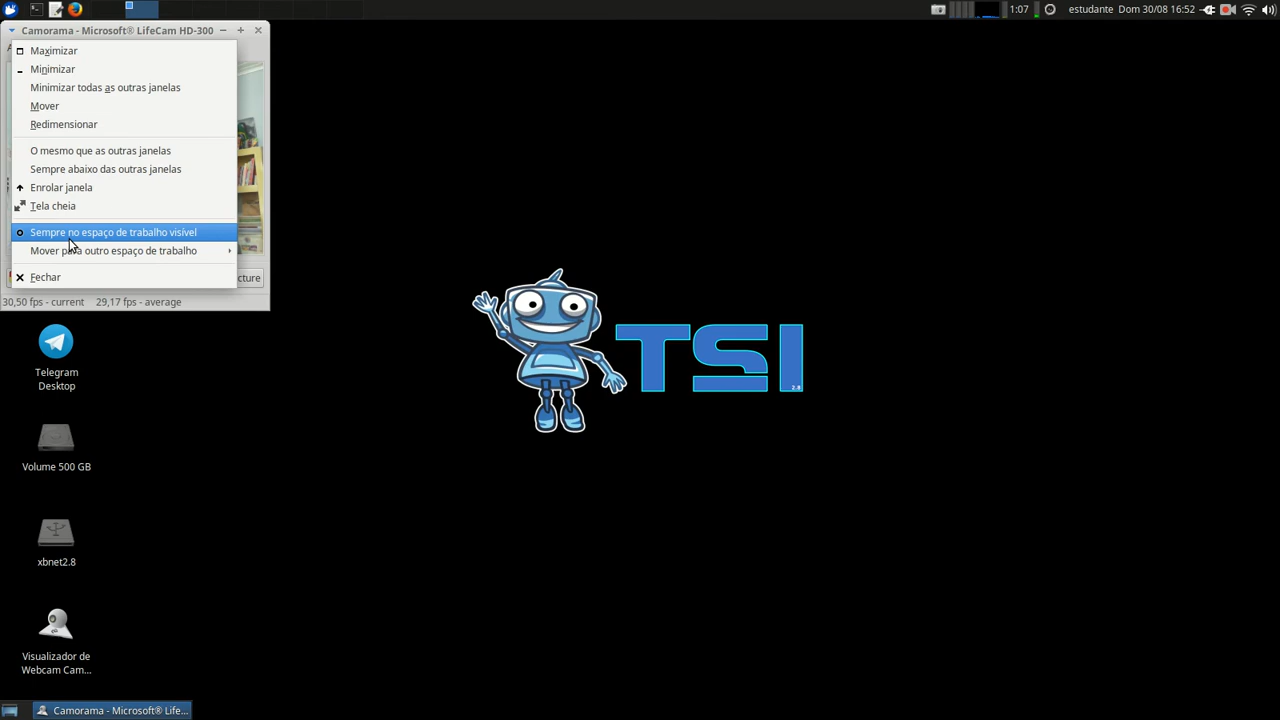 1:07
estudante Dom 30/08 16:52
Camorama - Microsoft® LifeCam HD-300
Maximizar
Minimizar
Minimizar todas as outras janelas
Mover
Redimensionar
O mesmo que as outras janelas
Sempre abaixo das outras janelas
Enrolar janela
Tela cheia
Sempre no espaço de trabalho visível
Mover para outro espaço de trabalho
Fechar
cture
30,50 fps - current 29,17 fps - average
Telegram
Desktop
Volume 500 GB
xbnet2.8
Visualizador de
Webcam Cam...
TSI
2.8
Camorama - Microsoft® Life...